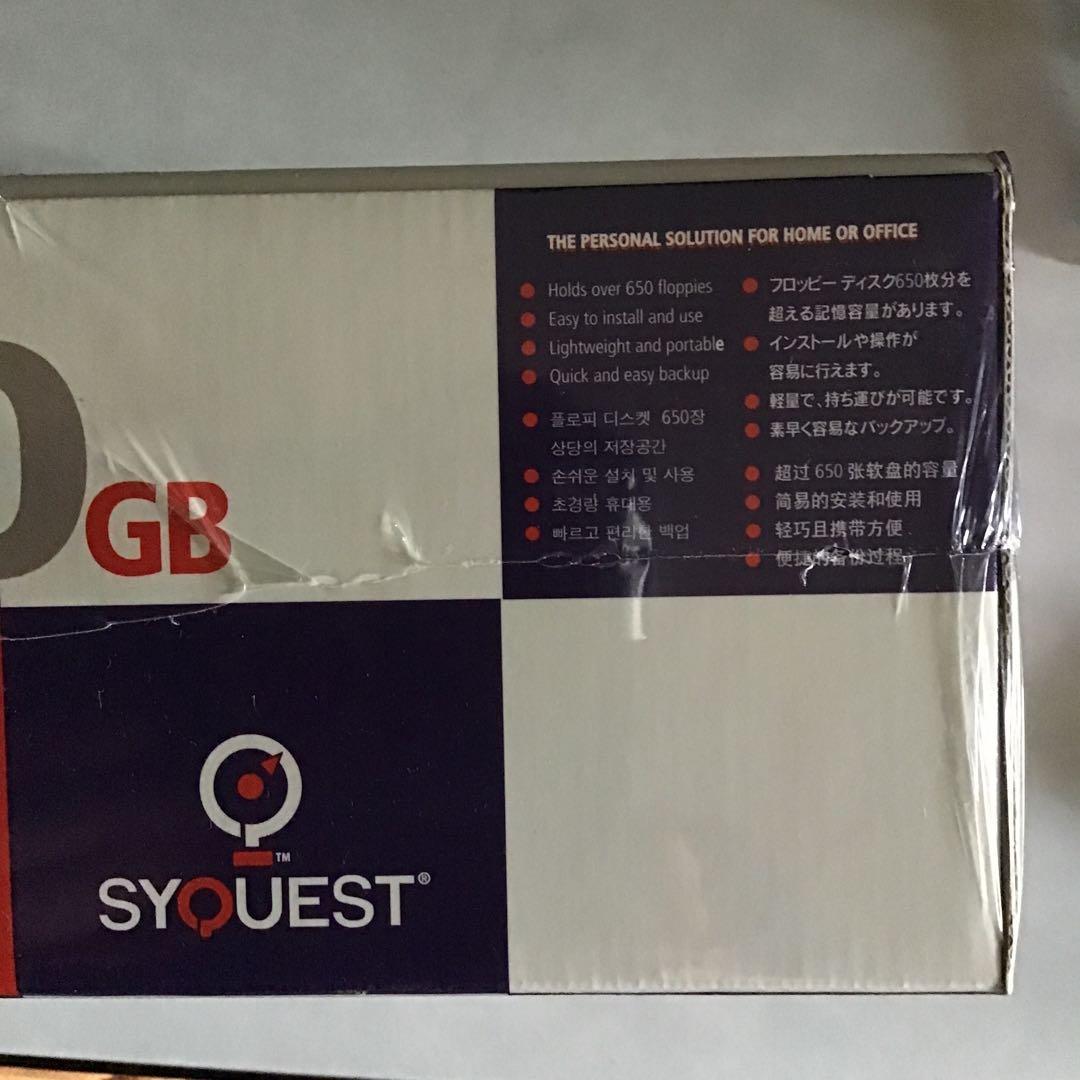 GB
THE PERSONAL SOLUTION FOR HOME OR OFFICE
Holds over 650 floppies
Easy to install and use
Lightweight and portable
Quick and easy backup
플로피 디스켓 650장
상당의 저장공간
손쉬운 설치 및 사용
초경량 휴대용
빠르고 편리한 백업
フロッピー ディスク650枚分を
超える記憶容量があります。
インストールや操作が
容易に行えます。
軽量で、持ち運びが可能です。
素早く容易なバックアップ。
超过 650 张软盘的容量
简易的安装和使用
轻巧且携带方便
便捷的备份过程
TM
SYQUEST®